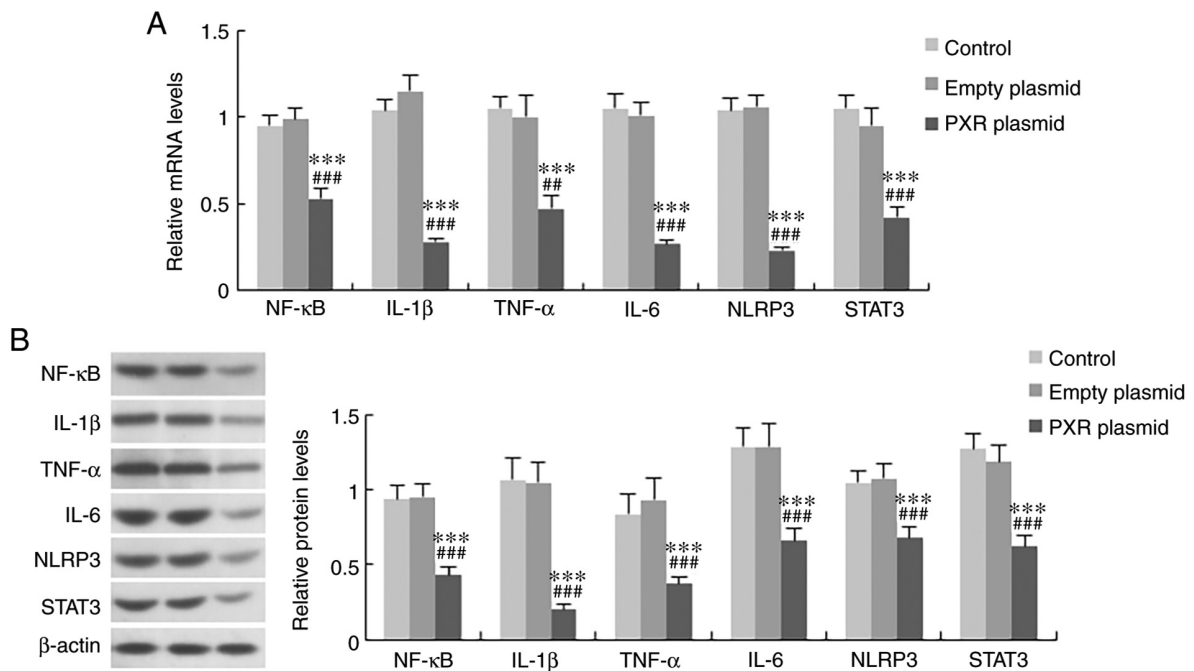 A
Relative mRNA levels
1.5
1
0.5
0
***
###
***
###
***
##
***
###
***
###
***
###
NF-κB IL-1β TNF-α IL-6 NLRP3 STAT3
Control
Empty plasmid
PXR plasmid
B
NF-κB
IL-1β
TNF-α
IL-6
NLRP3
STAT3
β-actin
Relative protein levels
1.5
1
0.5
0
***
###
***
###
***
###
***
###
***
###
***
###
NF-κB IL-1β TNF-α IL-6 NLRP3 STAT3
Control
Empty plasmid
PXR plasmid